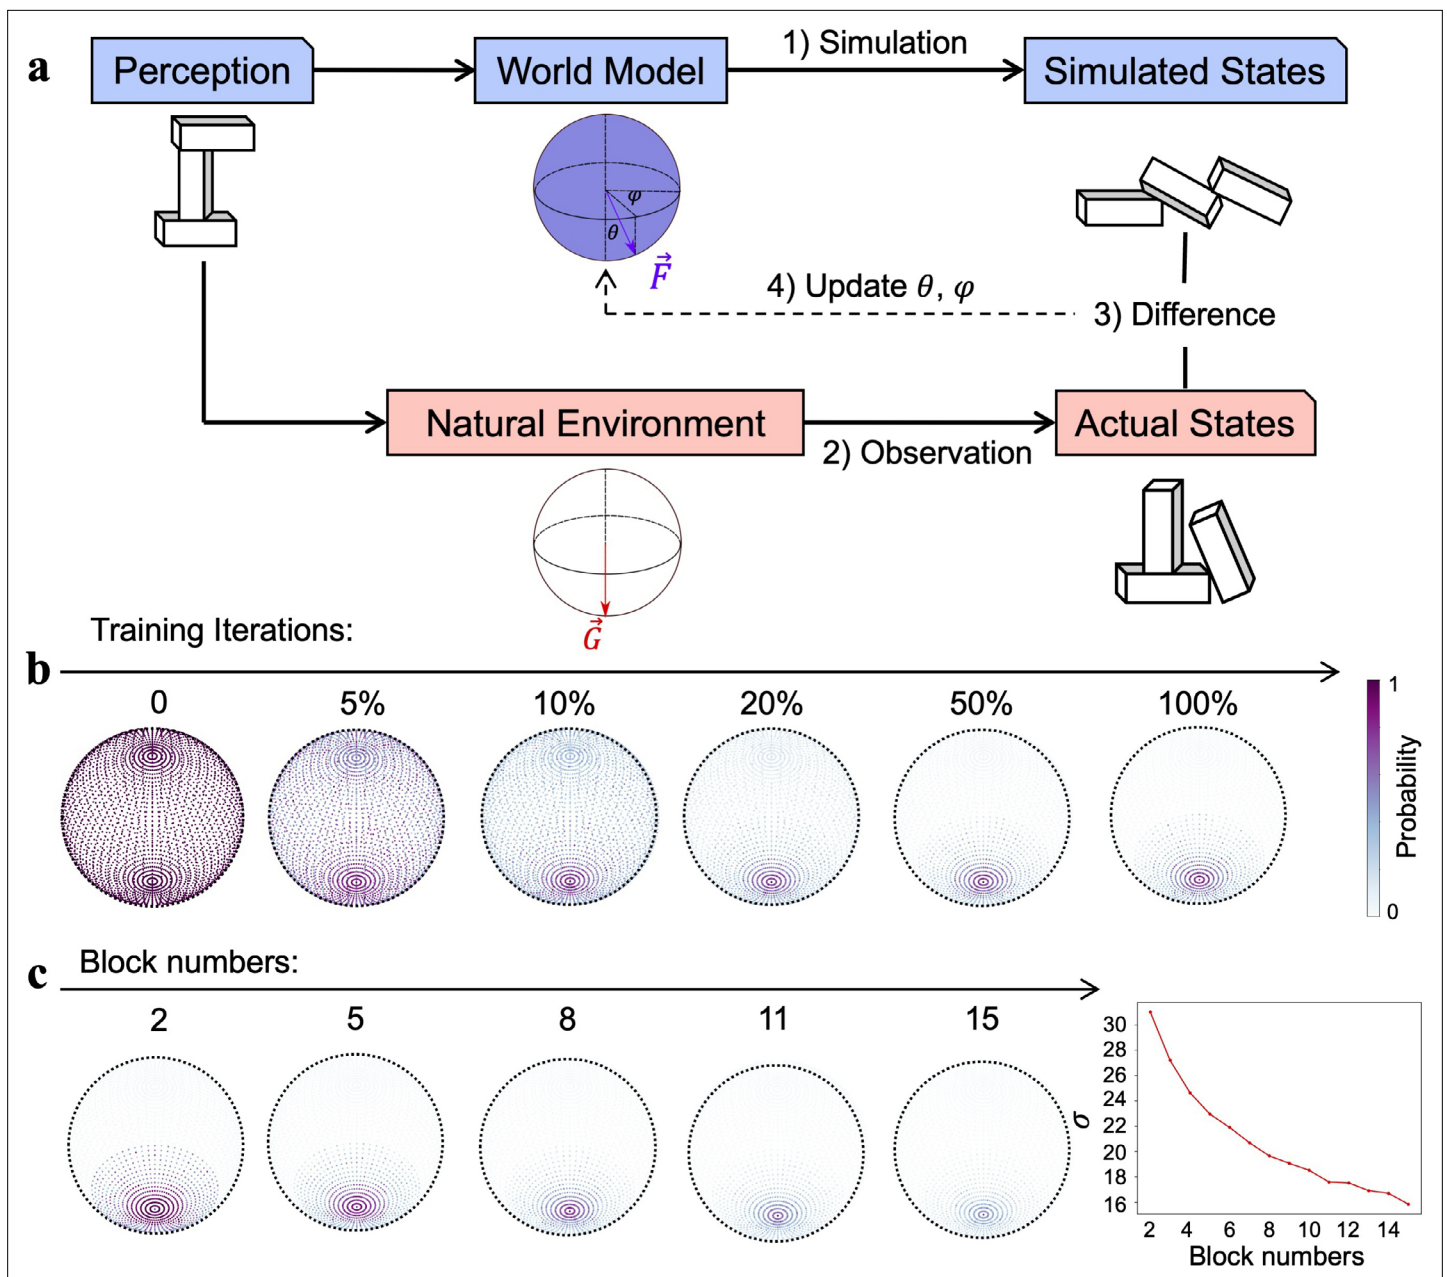 a
Perception
World Model
1) Simulation
Simulated States
φ
θ
F⃗
4) Update θ, φ
3) Difference
Natural Environment
2) Observation
Actual States
G⃗
Training Iterations:
b
0 5% 10% 20% 50% 100%
1
Probability
0
c
Block numbers:
2 5 8 11 15
30
28
26
24
22
20
18
16
σ
2 4 6 8 10 12 14
Block numbers